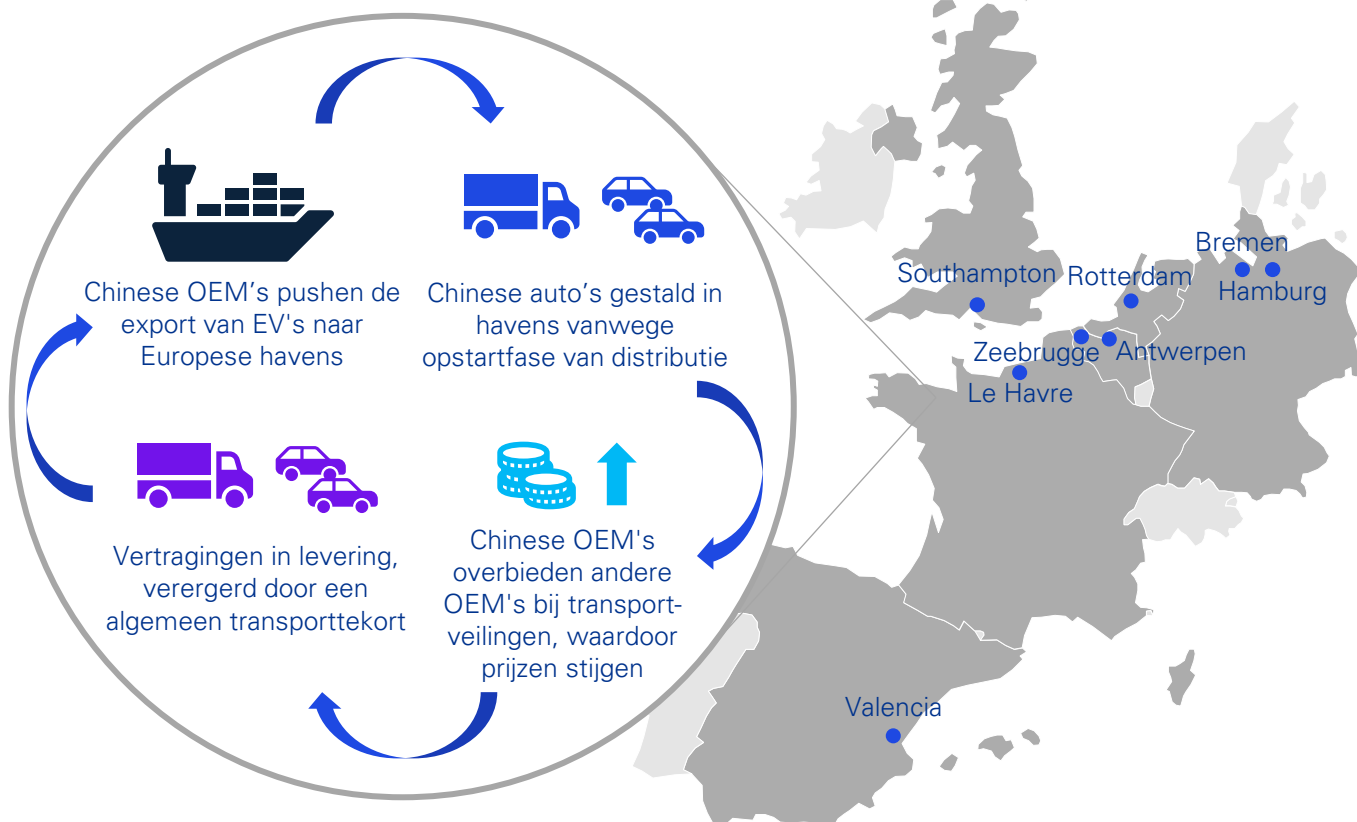 Chinese OEM's pushen de
export van EV's naar
Europese havens
Chinese auto's gestald in
havens vanwege
opstartfase van distributie
Chinese OEM's
overbieden andere
OEM's bij transport-
veilingen, waardoor
prijzen stijgen
Vertragingen in levering,
verergerd door een
algemeen transporttekort
Bremen
Hamburg
Southampton
Rotterdam
Zeebrugge
Antwerpen
Le Havre
Valencia